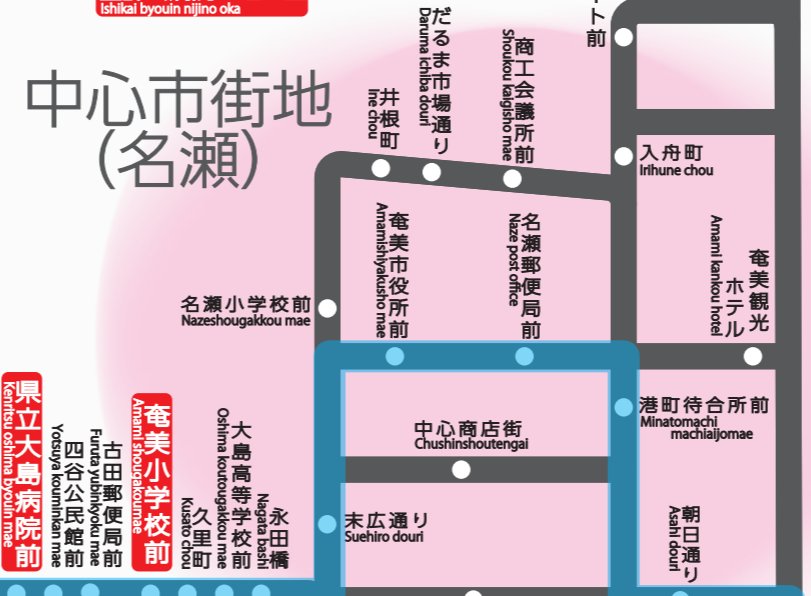 Ishikai byouin nijino oka
ト前
だるま市場通り
Daruma ichiba douri
商工会議所前
Shoukou kaigisho mae
井根町
Ine chou
中心市街地
（名瀬）
入舟町
Irihune chou
奄美市役所前
Amamishiyakusho mae
名瀬郵便局前
Naze post office
奄美観光
ホテル
Amami kankou hotel
名瀬小学校前
Nazeshougakkou mae
港町待合所前
Minatomachi
machiaijomae
中心商店街
Chushinshoutengai
末広通り
Suehiro douri
朝日通り
Asahi douri
県立大島病院前
Kenritsu oshima byouin mae
四谷公民館前
Yotsuya kouminkan mae
古田郵便局前
Furuta yubinkyoku mae
奄美小学校前
Amami shougakoumae
久里町
Kusato chou
大島高等学校前
Oshima koutougakkou mae
永田橋
Nagata bashi